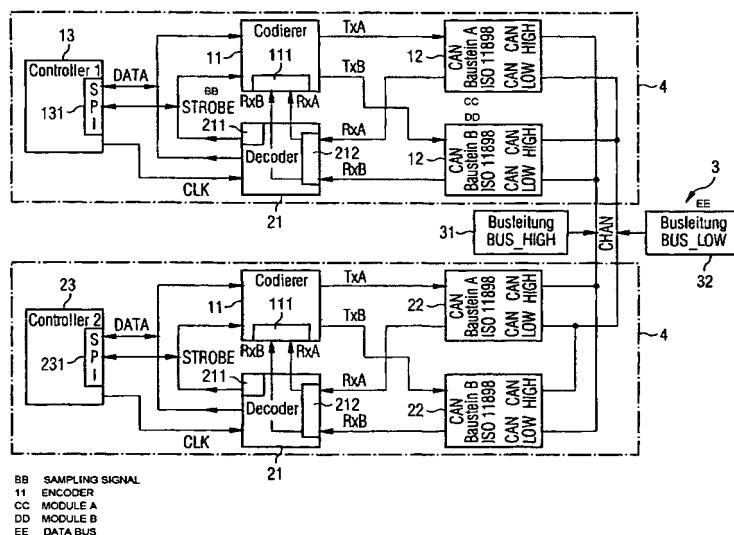 13
Controller 1
SPI
131
DATA
BB
STROBE
CLK
11
Codierer
111
RxB
RxA
211
Decoder
212
21
TxA
TxB
RxA
RxB
12
CAN
Baustein A
ISO 11898
CAN CAN
LOW HIGH
CC
DD
12
CAN
Baustein B
ISO 11898
CAN CAN
LOW HIGH
4
3
31
Busleitung
BUS_HIGH
CHAN
EE
Busleitung
BUS_LOW
32
23
Controller 2
SPI
231
DATA
STROBE
CLK
11
Codierer
111
RxB
RxA
211
Decoder
212
21
TxA
TxB
RxA
RxB
22
CAN
Baustein A
ISO 11898
CAN CAN
LOW HIGH
22
CAN
Baustein B
ISO 11898
CAN CAN
LOW HIGH
4
BB SAMPLING SIGNAL
11 ENCODER
CC MODULE A
DD MODULE B
EE DATA BUS